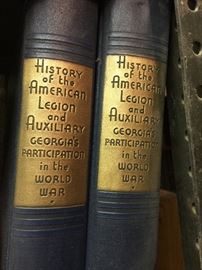 HISTORY
of the
AMERICAN
LEGION
and
AUXILIARY
GEORGIA'S
PARTICIPATION
in the
WORLD
WAR
HISTORY
of the
AMERICAN
LEGION
and
AUXILIARY
GEORGIA'S
PARTICIPATION
in the
WORLD
WAR